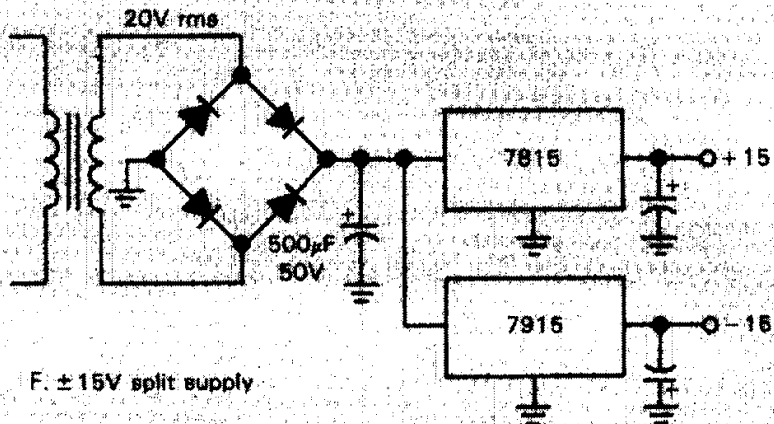 20V rms
7815
+15
+
+
500μF
50V
7915
-15
+
F. ±15V split supply